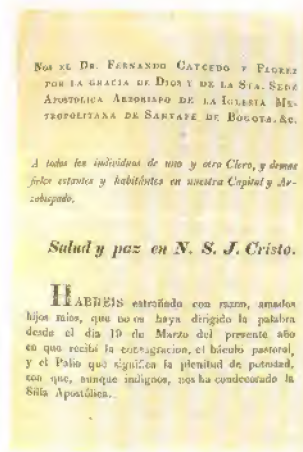 Nos el Dr. Fernando Caycedo y Florez
por la gracia de Dios y de la Sta. Sede
Apostolica Arzobispo de la Iglesia Me-
tropolitana de Santafe de Bogota. &c.
A todos los individuos de uno y otro Clero, y demas
fieles estantes y habitantes en nuestra Capital y Ar-
zobispado.
Salud y paz en N. S. J. Cristo.
HABREIS estrañado con razon, amados
hijos mios, que no os haya dirigido la palabra
desde el dia 19 de Marzo del presente año
en que recibí la consagracion, el báculo pastoral,
y el Palio que significa la plenitud de potestad,
con que, aunque indignos, nos ha condecorado la
Silla Apostólica.